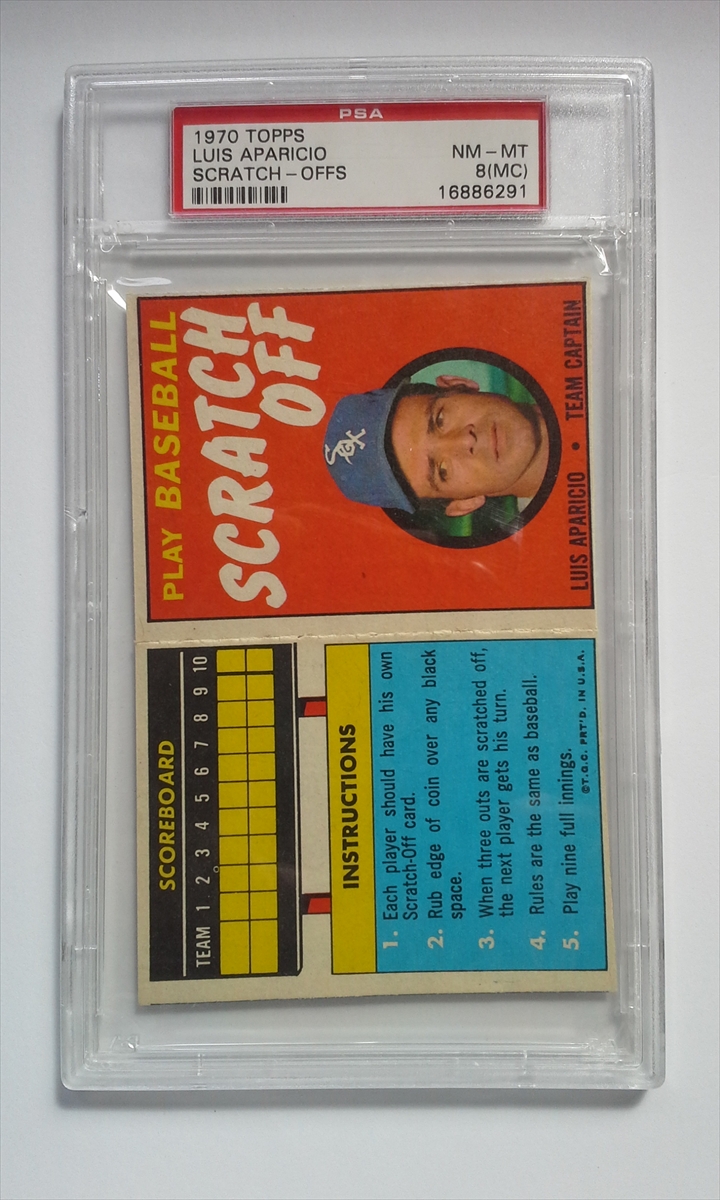 PSA
1970 TOPPS
LUIS APARICIO
SCRATCH-OFFS
NM-MT
8(MC)
16886291
PLAY BASEBALL
SCRATCH
OFF
Sox
LUIS APARICIO • TEAM CAPTAIN
SCOREBOARD
TEAM 1 2 3 4 5 6 7 8 9 10
INSTRUCTIONS
1. Each player should have his own
Scratch-Off card.
2. Rub edge of coin over any black
space.
3. When three outs are scratched off,
the next player gets his turn.
4. Rules are the same as baseball.
5. Play nine full innings.
©T.C.G. PRT'D. IN U.S.A.